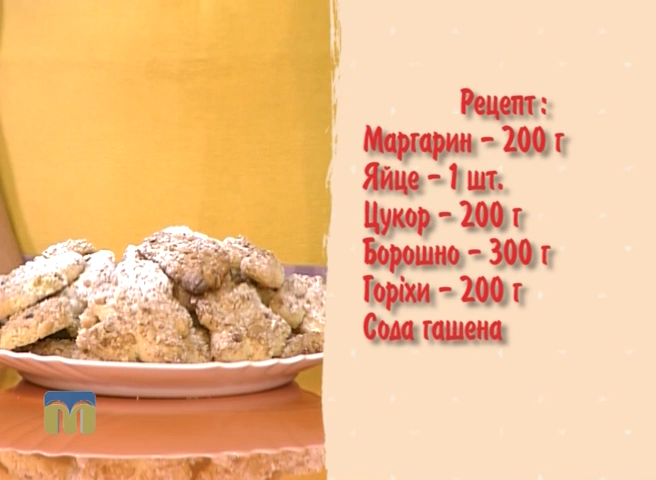 Рецепт:
Маргарин - 200 г
Яйце - 1 шт.
Цукор - 200 г
Борошно - 300 г
Горіхи - 200 г
Сода гашена